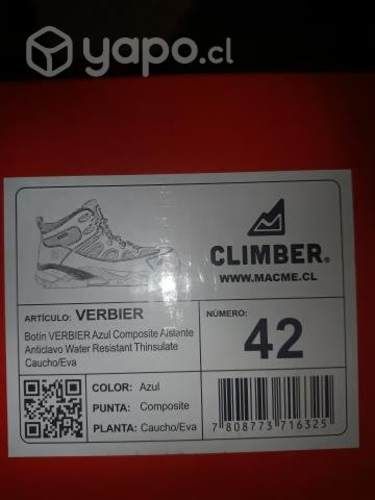 yapo.cl
CLIMBER®
WWW.MACME.CL
ARTÍCULO: VERBIER
Botín VERBIER Azul Composite Aislante
Anticlavo Water Resistant Thinsulate
Caucho/Eva
NÚMERO:
42
COLOR: Azul
PUNTA: Composite
PLANTA: Caucho/Eva
7 808773 716325